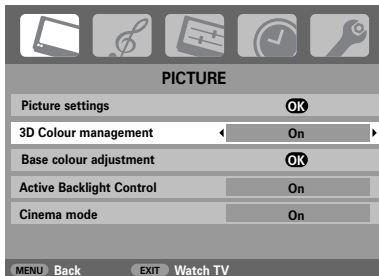 PICTURE
Picture settings OK
3D Colour management On
Base colour adjustment OK
Active Backlight Control On
Cinema mode On
MENU Back EXIT Watch TV